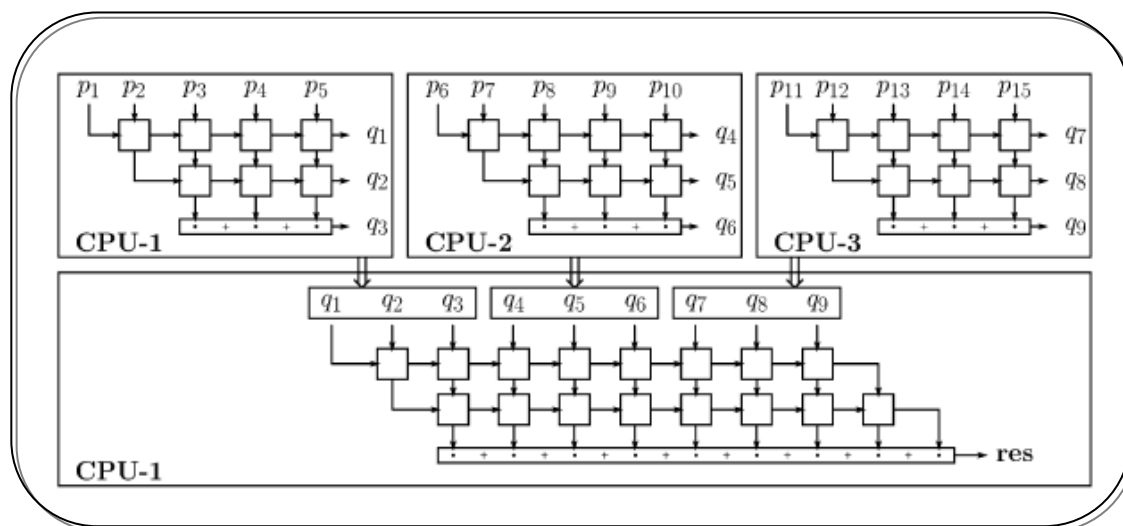 p₁ p₂ p₃ p₄ p₅ p₆ p₇ p₈ p₉ p₁₀ p₁₁ p₁₂ p₁₃ p₁₄ p₁₅
q₁ q₄ q₇
q₂ q₅ q₈
+ + q₃ + + q₆ + + q₉
CPU-1 CPU-2 CPU-3
q₁ q₂ q₃ q₄ q₅ q₆ q₇ q₈ q₉
+ + + + + + + + res
CPU-1